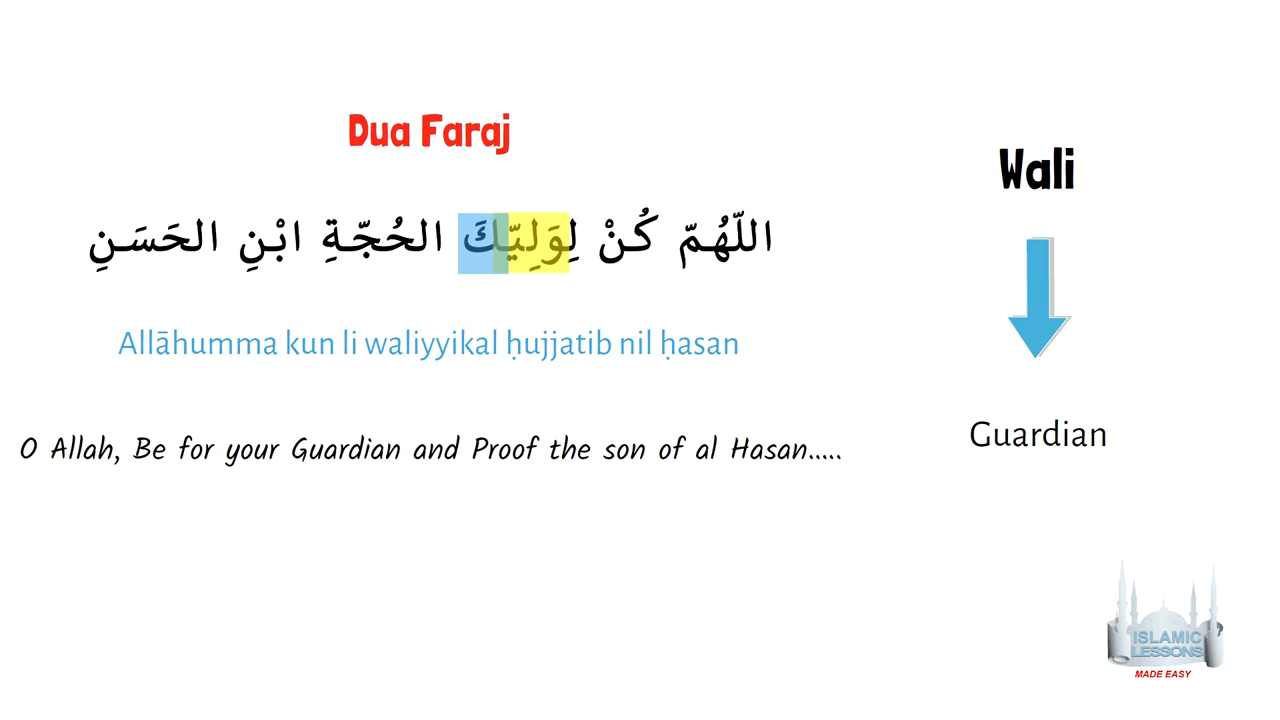 Dua Faraj
اللّهُمّ كُنْ لِوَلِيّكَ الحُجّةِ ابْنِ الحَسَنِ
Allāhumma kun li waliyyikal ḥujjatib nil ḥasan
O Allah, Be for your Guardian and Proof the son of al Hasan.....
Wali
Guardian
ISLAMIC
LESSONS
MADE EASY